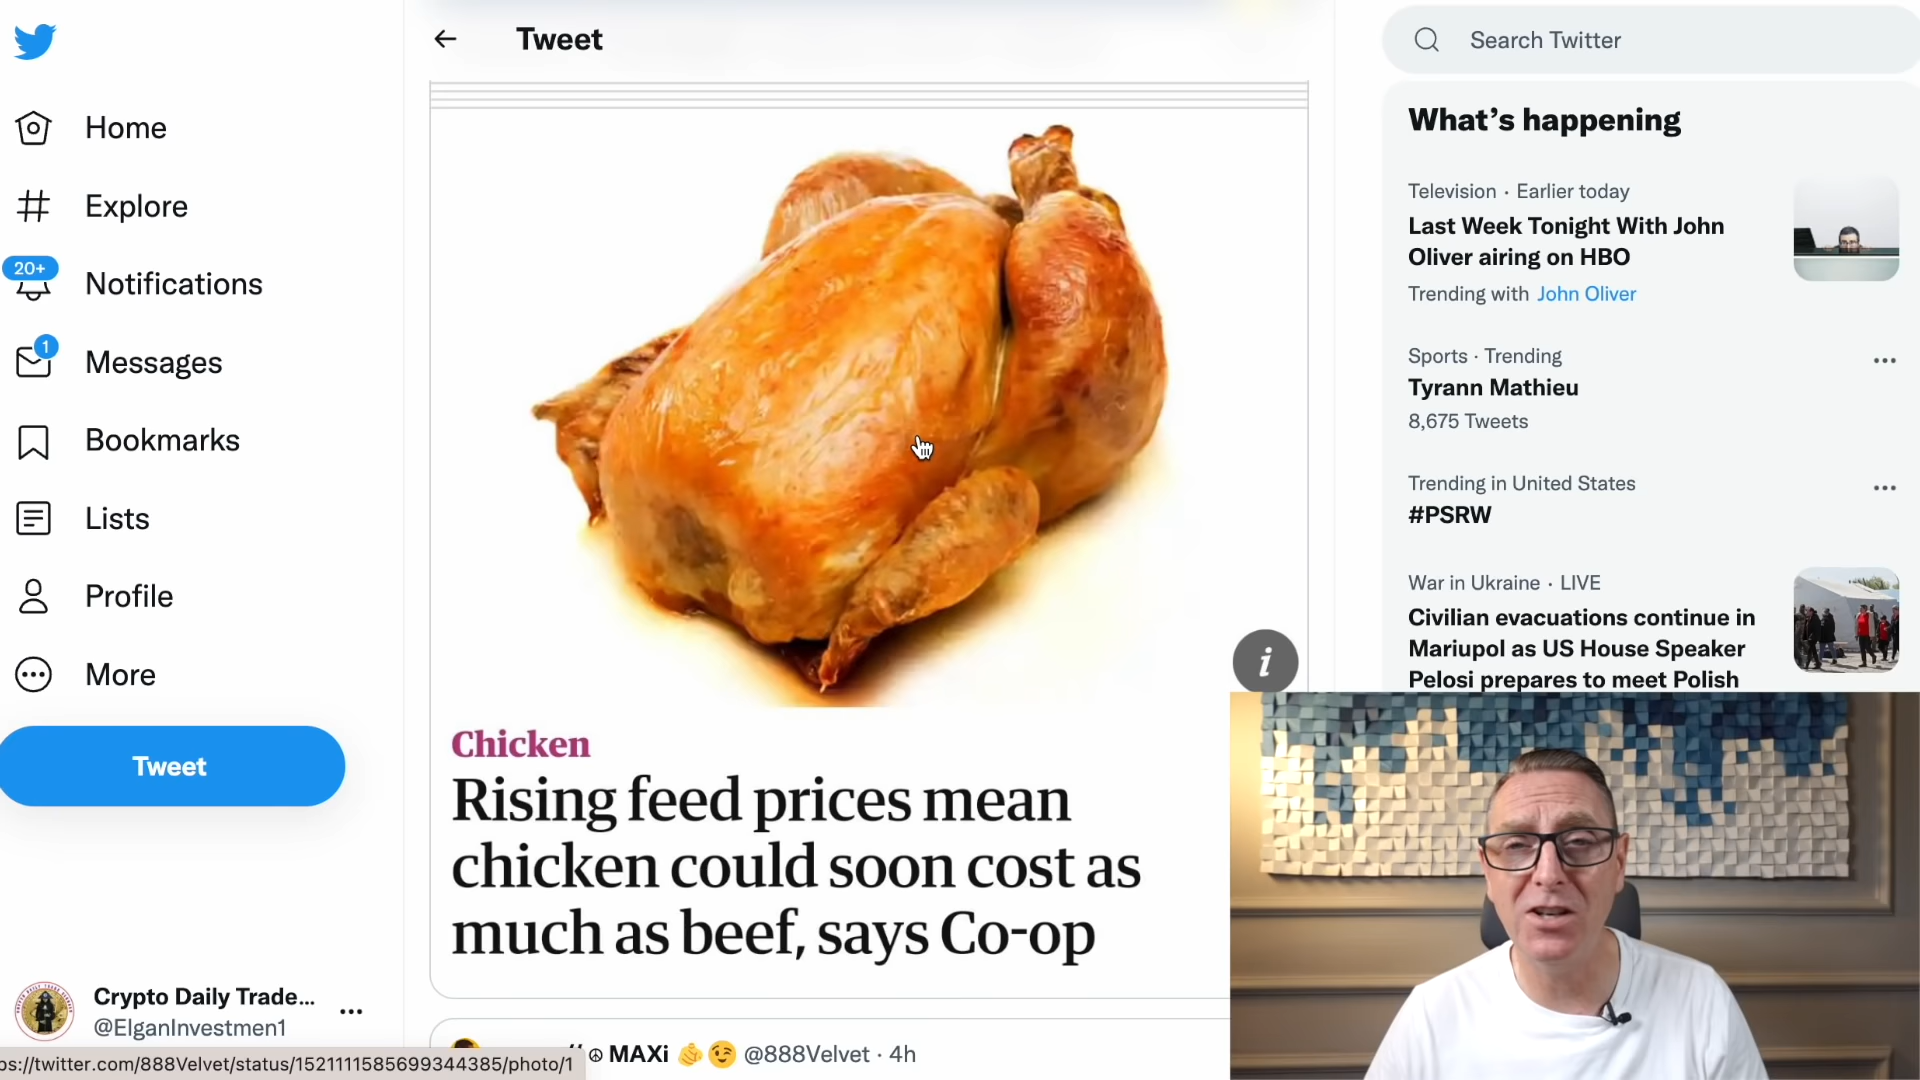 Home
Explore
20+
Notifications
1
Messages
Bookmarks
Lists
Profile
More
Tweet
Crypto Daily Trade...
@ElganInvestmen1
ps://twitter.com/888Velvet/status/1521111585699344385/photo/1
Tweet
i
Chicken
Rising feed prices mean
chicken could soon cost as
much as beef, says Co-op
MAXi @888Velvet · 4h
Search Twitter
What's happening
Television · Earlier today
Last Week Tonight With John
Oliver airing on HBO
Trending with John Oliver
Sports · Trending
Tyrann Mathieu
8,675 Tweets
Trending in United States
#PSRW
War in Ukraine · LIVE
Civilian evacuations continue in
Mariupol as US House Speaker
Pelosi prepares to meet Polish